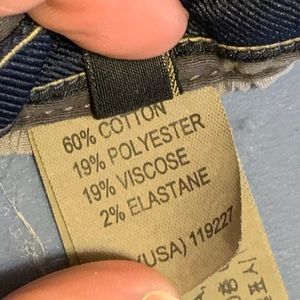 60% COTTON
19% POLYESTER
19% VISCOSE
2% ELASTANE
(USA) 119227